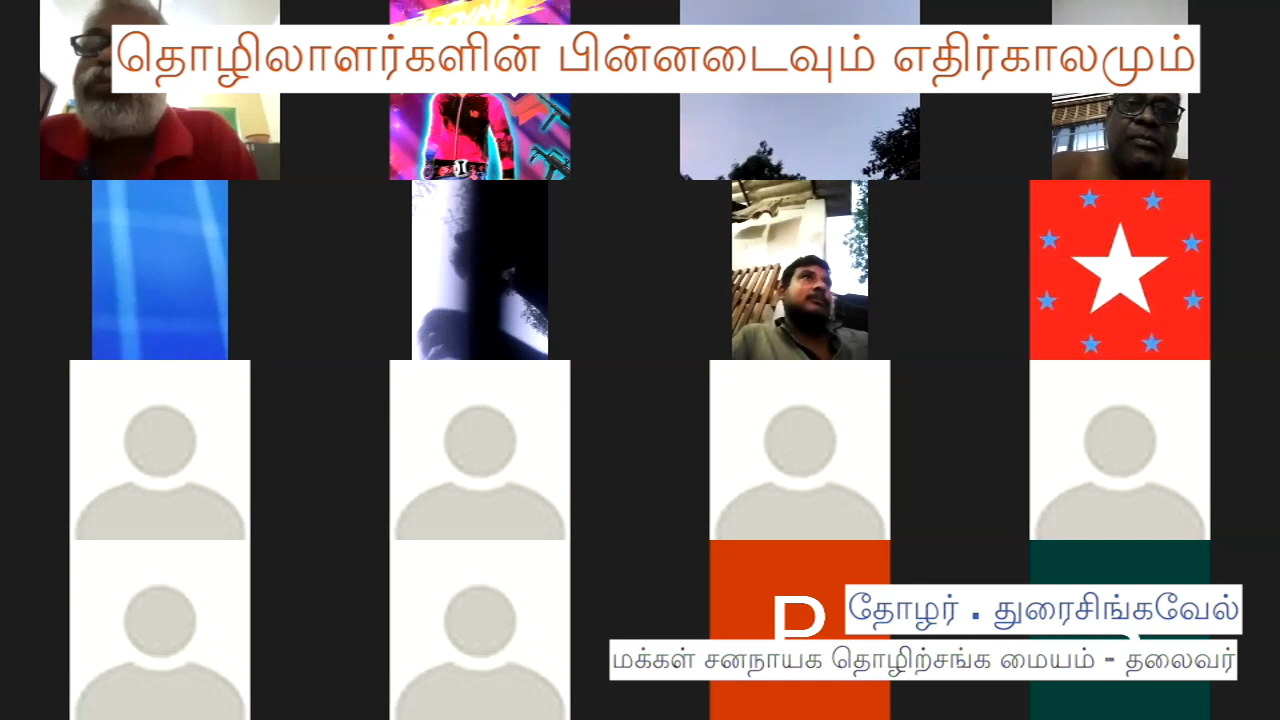 தொழிலாளர்களின் பின்னடைவும் எதிர்காலமும்
P
தோழர் . துரைசிங்கவேல்
மக்கள் சனநாயக தொழிற்சங்க மையம் - தலைவர்